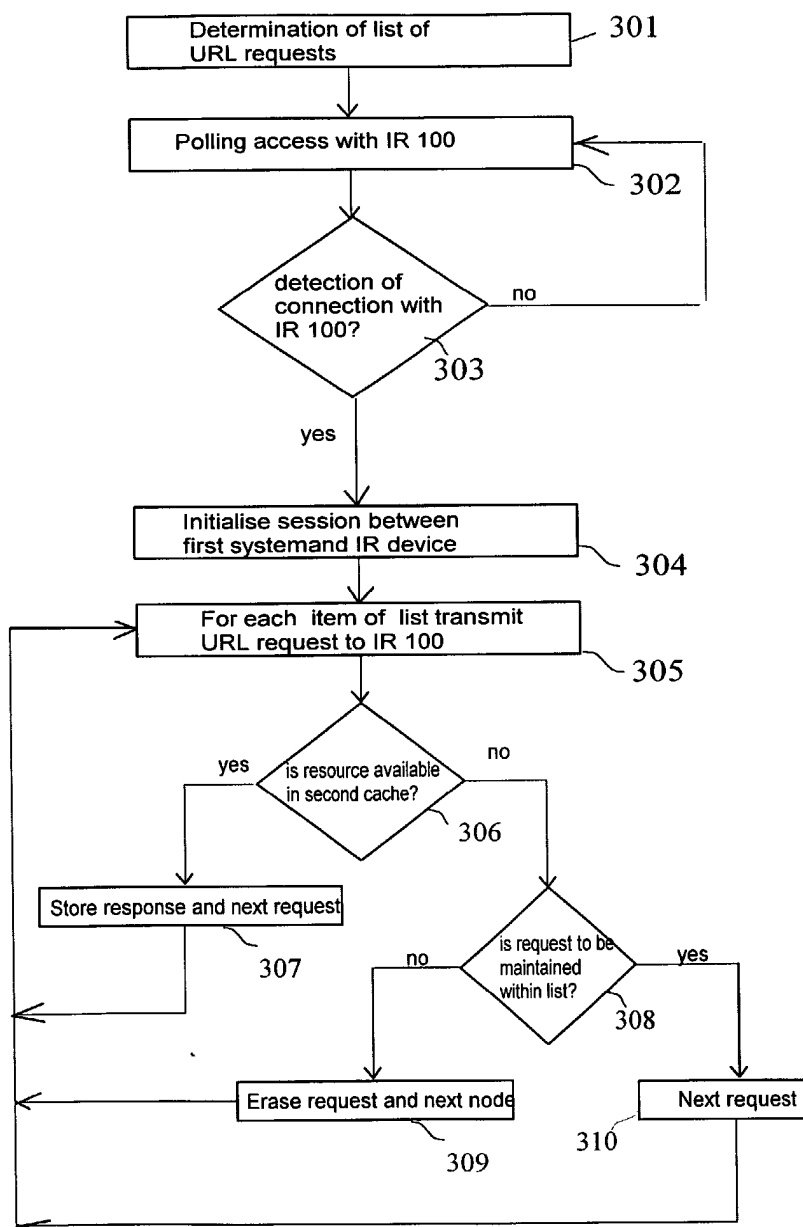 Determination of list of
URL requests
301
Polling access with IR 100
302
detection of
connection with
IR 100?
303
no
yes
Initialise session between
first systemand IR device
304
For each item of list transmit
URL request to IR 100
305
yes
no
is resource available
in second cache?
306
Store response and next request
307
is request to be
maintained
within list?
308
no
yes
Erase request and next node
309
Next request
310